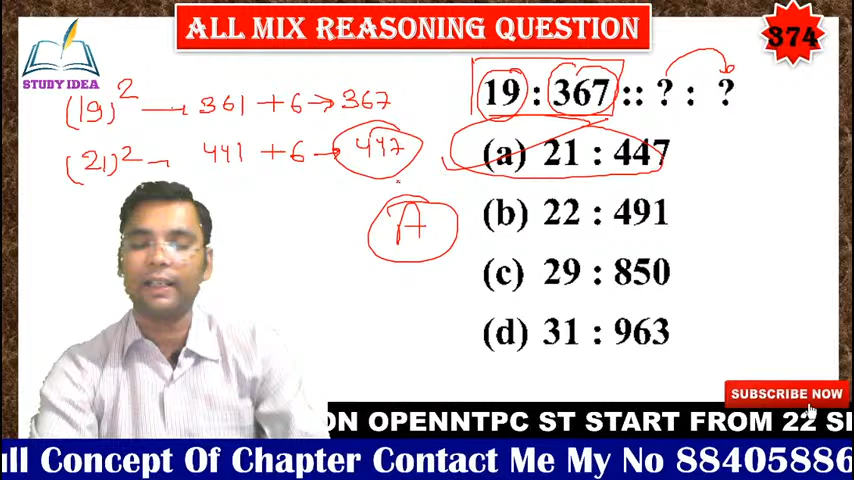 ALL MIX REASONING QUESTION
374
STUDY IDEA
(19)² → 361 + 6 → 367
(21)² - 441 + 6 → 447
A
19 : 367 :: ? : ?
(a) 21 : 447
(b) 22 : 491
(c) 29 : 850
(d) 31 : 963
SUBSCRIBE NOW
ON OPENNTPC ST START FROM 22 SE
ull Concept Of Chapter Contact Me My No 88405886